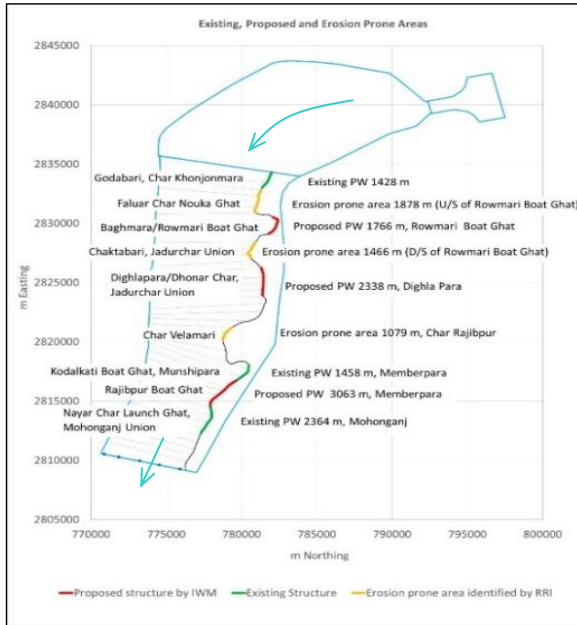 Existing, Proposed and Erosion Prone Areas
2845000
2840000
2835000
2830000
2825000
2820000
2815000
2810000
2805000
m Easting
Godabari, Char Khonjonmara
Existing PW 1428 m
Faluar Char Nouka Ghat
Erosion prone area 1878 m (U/S of Rowmari Boat Ghat)
Baghmara/Rowmari Boat Ghat
Proposed PW 1766 m, Rowmari Boat Ghat
Chaktabari, Jadurchar Union
Erosion prone area 1466 m (D/S of Rowmari Boat Ghat)
Dighlapara/Dhonar Char,
Jadurchar Union
Proposed PW 2338 m, Dighla Para
Char Velamari
Erosion prone area 1079 m, Char Rajibpur
Kodalkati Boat Ghat, Munshipara
Existing PW 1458 m, Memberpara
Rajibpur Boat Ghat
Proposed PW 3063 m, Memberpara
Nayar Char Launch Ghat,
Mohonganj Union
Existing PW 2364 m, Mohonganj
770000 775000 780000 785000 790000 795000 800000
m Northing
Proposed structure by IWM Existing Structure Erosion prone area identified by RRI